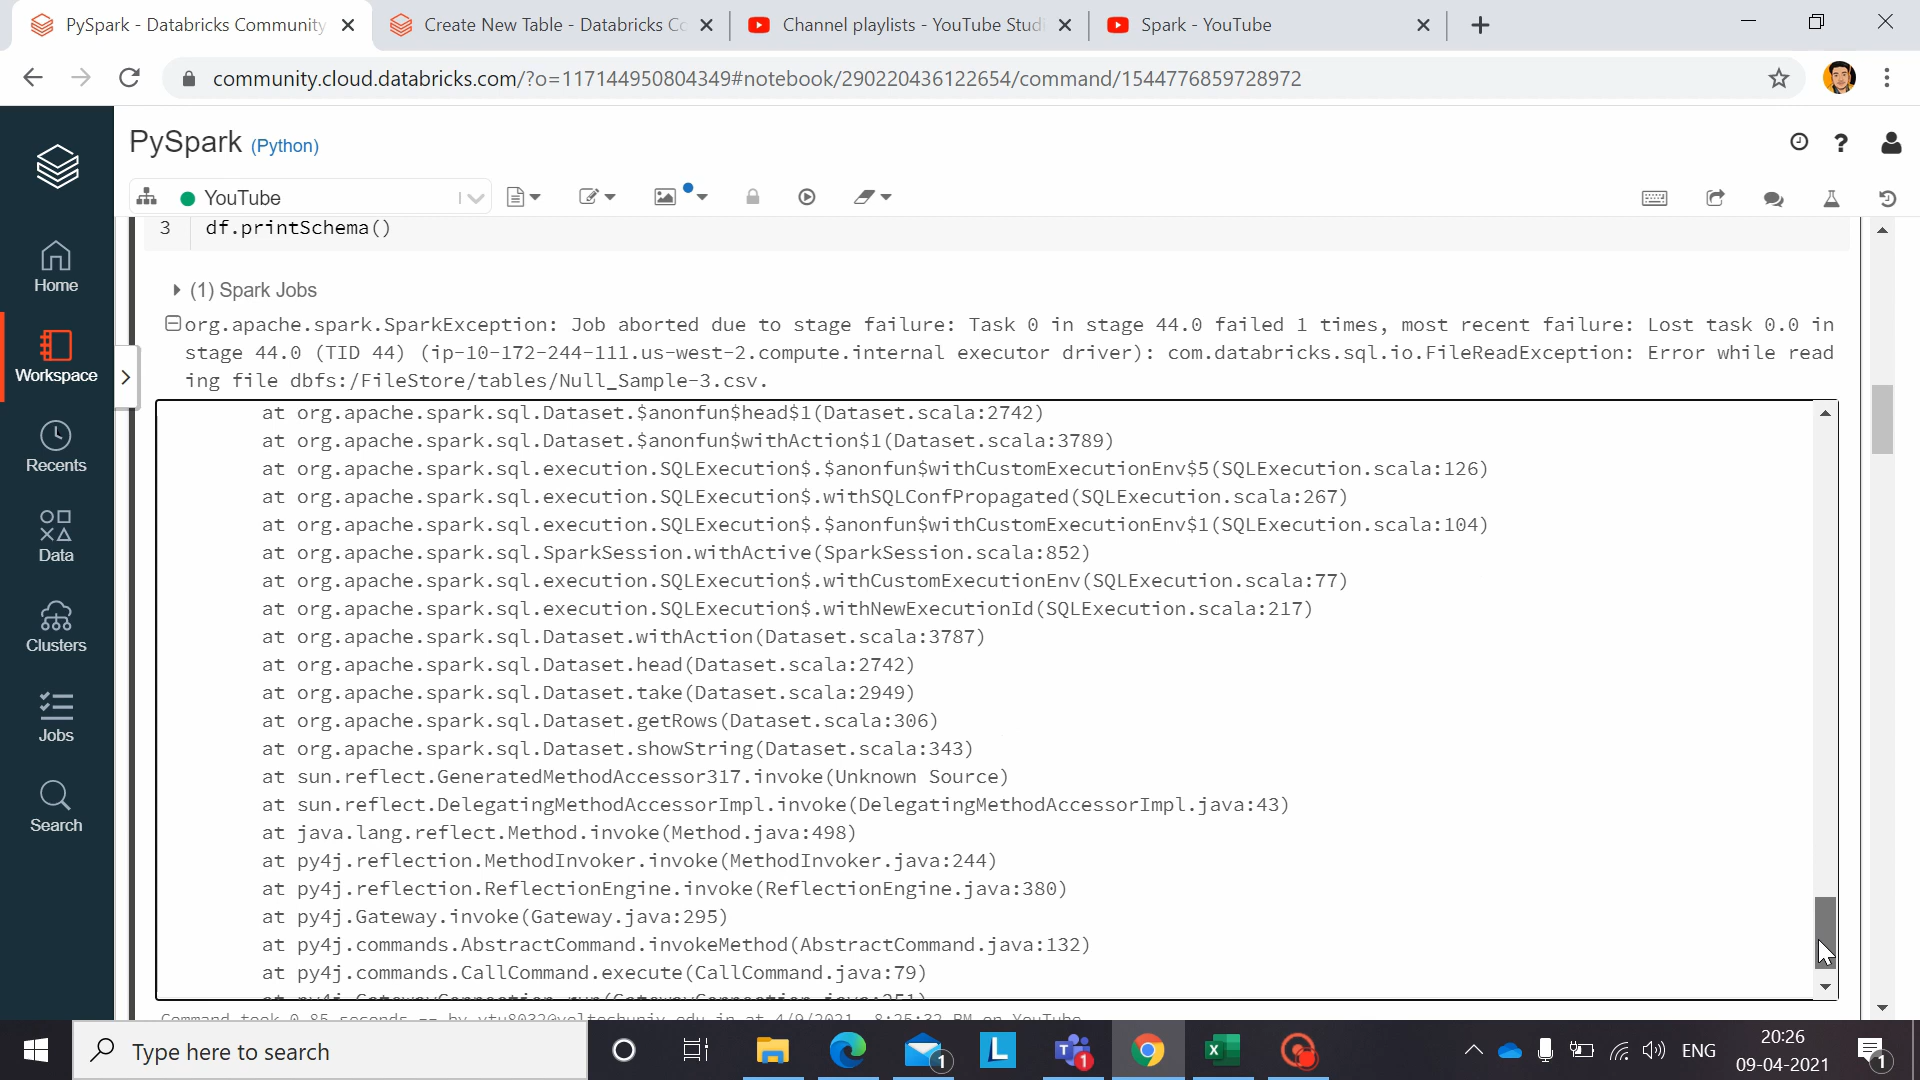 PySpark - Databricks Community
Create New Table - Databricks Co
Channel playlists - YouTube Studi
Spark - YouTube
community.cloud.databricks.com/?o=117144950804349#notebook/290220436122654/command/1544776859728972
PySpark (Python)
YouTube
Home
Workspace
Recents
Data
Clusters
Jobs
Search
3 df.printSchema()
(1) Spark Jobs
org.apache.spark.SparkException: Job aborted due to stage failure: Task 0 in stage 44.0 failed 1 times, most recent failure: Lost task 0.0 in
stage 44.0 (TID 44) (ip-10-172-244-111.us-west-2.compute.internal executor driver): com.databricks.sql.io.FileReadException: Error while read
ing file dbfs:/FileStore/tables/Null_Sample-3.csv.
at org.apache.spark.sql.Dataset.$anonfun$head$1(Dataset.scala:2742)
at org.apache.spark.sql.Dataset.$anonfun$withAction$1(Dataset.scala:3789)
at org.apache.spark.sql.execution.SQLExecution$.$anonfun$withCustomExecutionEnv$5(SQLExecution.scala:126)
at org.apache.spark.sql.execution.SQLExecution$.withSQLConfPropagated(SQLExecution.scala:267)
at org.apache.spark.sql.execution.SQLExecution$.$anonfun$withCustomExecutionEnv$1(SQLExecution.scala:104)
at org.apache.spark.sql.SparkSession.withActive(SparkSession.scala:852)
at org.apache.spark.sql.execution.SQLExecution$.withCustomExecutionEnv(SQLExecution.scala:77)
at org.apache.spark.sql.execution.SQLExecution$.withNewExecutionId(SQLExecution.scala:217)
at org.apache.spark.sql.Dataset.withAction(Dataset.scala:3787)
at org.apache.spark.sql.Dataset.head(Dataset.scala:2742)
at org.apache.spark.sql.Dataset.take(Dataset.scala:2949)
at org.apache.spark.sql.Dataset.getRows(Dataset.scala:306)
at org.apache.spark.sql.Dataset.showString(Dataset.scala:343)
at sun.reflect.GeneratedMethodAccessor317.invoke(Unknown Source)
at sun.reflect.DelegatingMethodAccessorImpl.invoke(DelegatingMethodAccessorImpl.java:43)
at java.lang.reflect.Method.invoke(Method.java:498)
at py4j.reflection.MethodInvoker.invoke(MethodInvoker.java:244)
at py4j.reflection.ReflectionEngine.invoke(ReflectionEngine.java:380)
at py4j.Gateway.invoke(Gateway.java:295)
at py4j.commands.AbstractCommand.invokeMethod(AbstractCommand.java:132)
at py4j.commands.CallCommand.execute(CallCommand.java:79)
Type here to search
1
L
1
ENG
20:26
09-04-2021
1